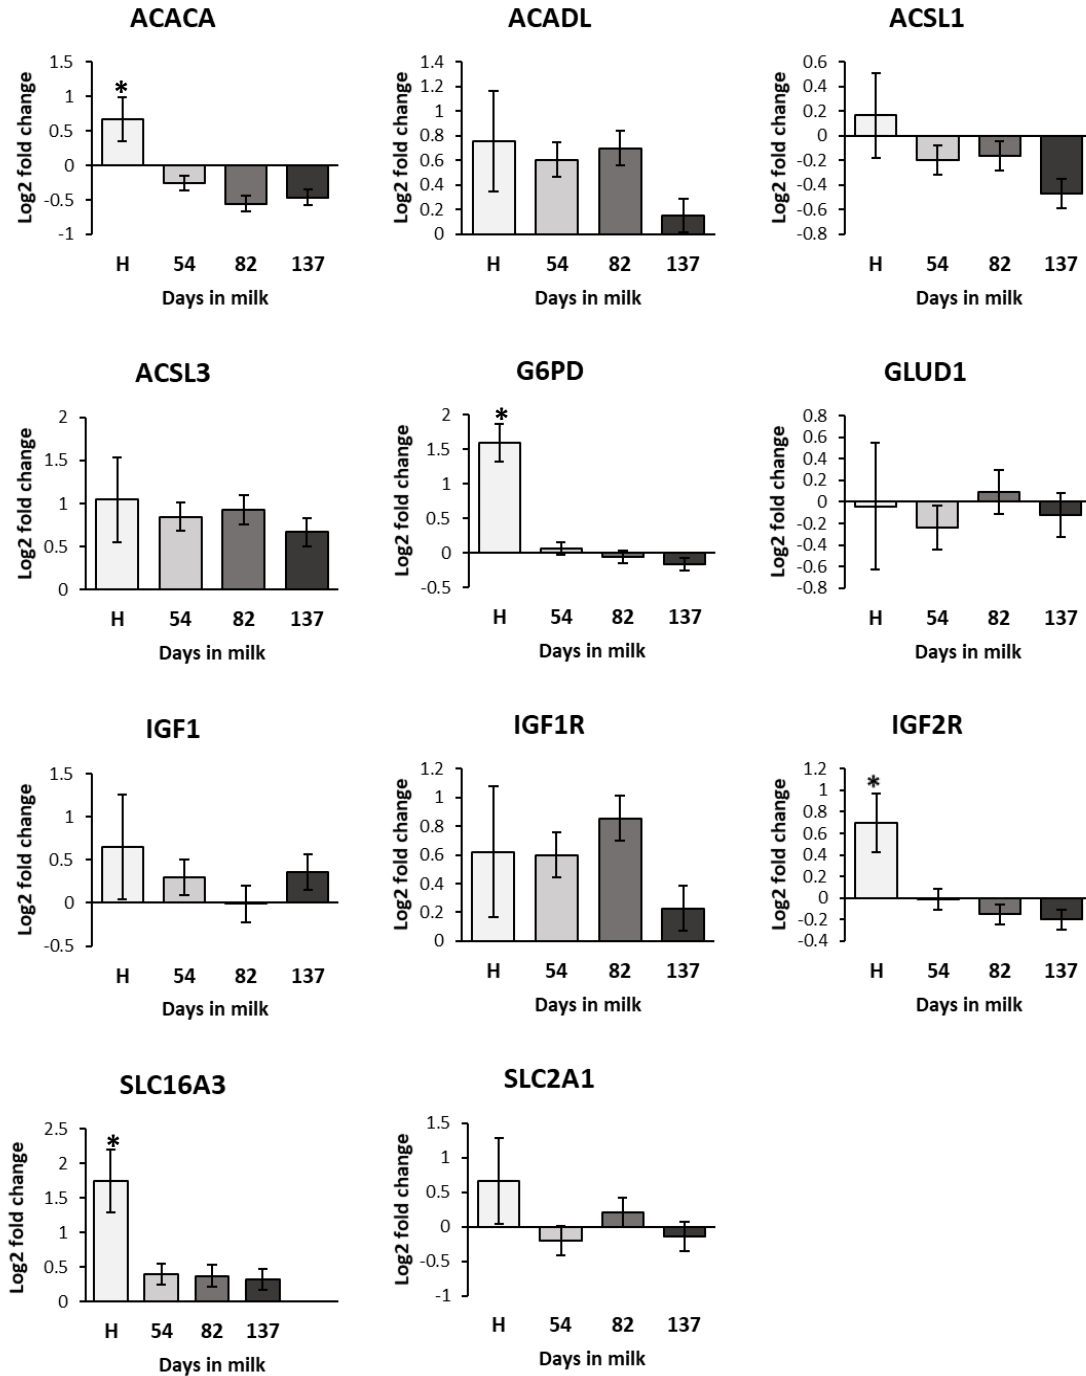 ACACA
Log2 fold change
1.5
1
0.5
0
-0.5
-1
*
H 54 82 137
Days in milk
ACADL
Log2 fold change
1.4
1.2
1
0.8
0.6
0.4
0.2
0
H 54 82 137
Days in milk
ACSL1
Log2 fold change
0.6
0.4
0.2
0
-0.2
-0.4
-0.6
-0.8
H 54 82 137
Days in milk
ACSL3
Log2 fold change
2
1.5
1
0.5
0
H 54 82 137
Days in milk
G6PD
Log2 fold change
2
1.5
1
0.5
0
-0.5
*
H 54 82 137
Days in milk
GLUD1
Log2 fold change
0.8
0.6
0.4
0.2
0
-0.2
-0.4
-0.6
-0.8
H 54 82 137
Days in milk
IGF1
Log2 fold change
1.5
1
0.5
0
-0.5
H 54 82 137
Days in milk
IGF1R
Log2 fold change
1.2
1
0.8
0.6
0.4
0.2
0
H 54 82 137
Days in milk
IGF2R
Log2 fold change
1.2
1
0.8
0.6
0.4
0.2
0
-0.2
-0.4
*
H 54 82 137
Days in milk
SLC16A3
Log2 fold change
2.5
2
1.5
1
0.5
0
*
H 54 82 137
Days in milk
SLC2A1
Log2 fold change
1.5
1
0.5
0
-0.5
-1
H 54 82 137
Days in milk